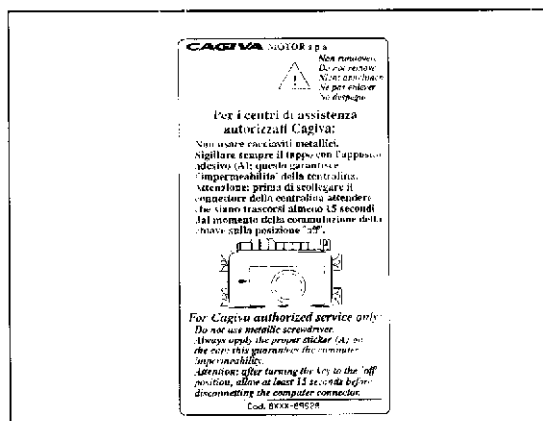 CAGIVA MOTOR s.p.a
Non rimuovere
Do not remove
Ne pas enlever
No despegar
Per i centri di assistenza
autorizzati Cagiva:
Non usare cacciaviti metallici.
Sigillare sempre il tappo con l'apposito
adesivo (A); questo garantisce
l'impermeabilita' della centralina.
Attenzione: prima di scollegare il
connettore della centralina attendere
che siano trascorsi almeno 15 secondi
dal momento della commutazione della
chiave sulla posizione "off".
For Cagiva authorized service only:
Do not use metallic screwdriver.
Always apply the proper sticker (A) on
the cap: this guarantees the computer
impermeability.
Attention: after turning the key to the "off"
position, allow at least 15 seconds before
disconnecting the computer connector.
Cod. 8XXX-89528